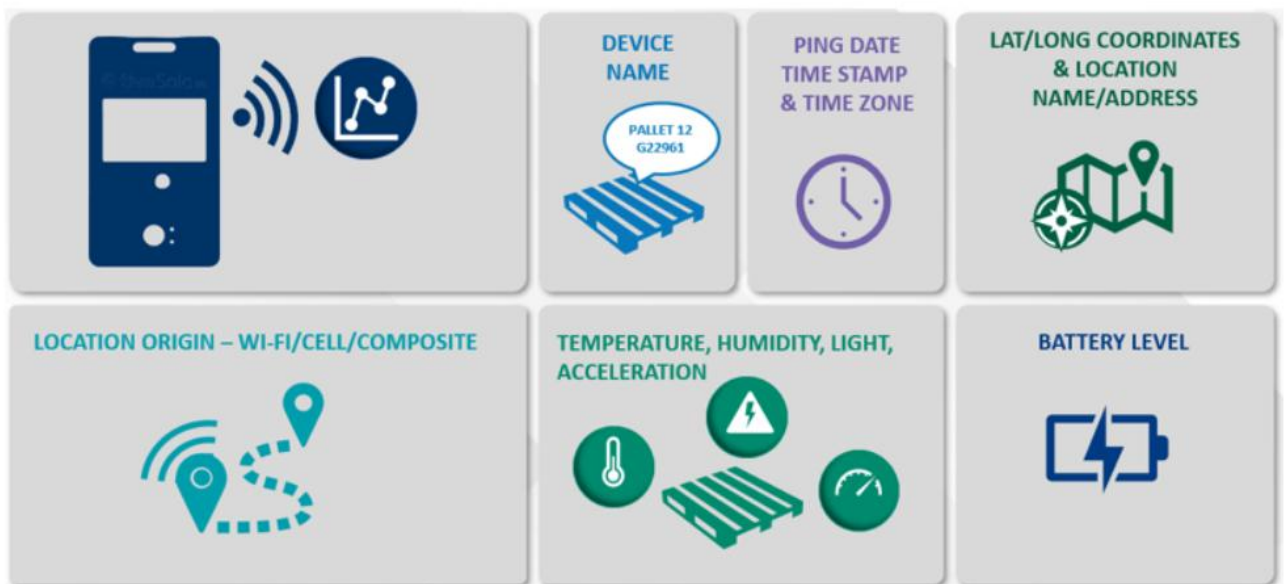 DEVICE
NAME
PALLET 12
G22961
PING DATE
TIME STAMP
& TIME ZONE
LAT/LONG COORDINATES
& LOCATION
NAME/ADDRESS
LOCATION ORIGIN – WI-FI/CELL/COMPOSITE
TEMPERATURE, HUMIDITY, LIGHT,
ACCELERATION
BATTERY LEVEL